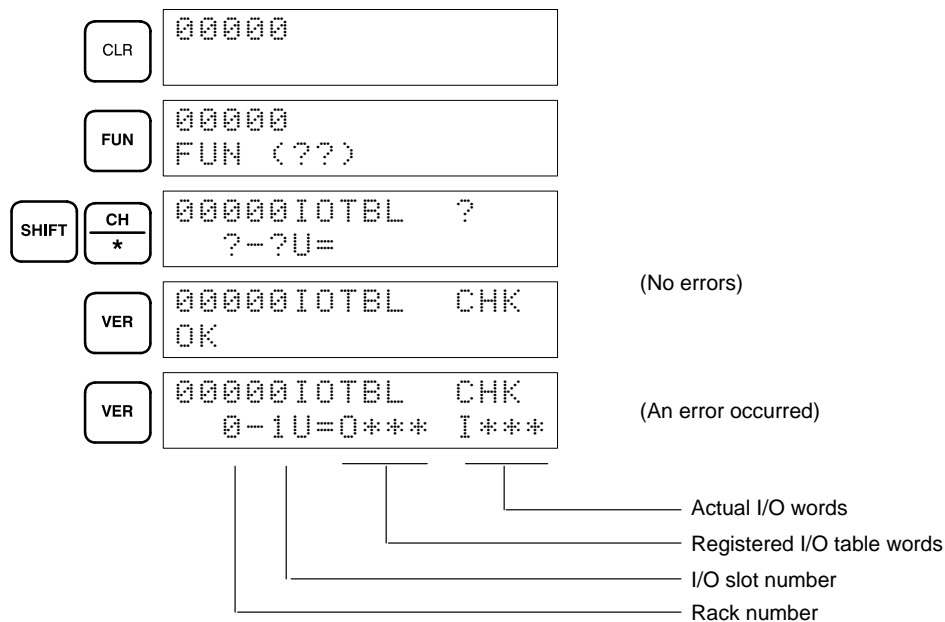 CLR
00000
FUN
00000
FUN (??)
SHIFT
CH
*
00000IOTBL ?
?-?U=
(No errors)
VER
00000IOTBL CHK
OK
VER
00000IOTBL CHK
0-1U=O*** I***
(An error occurred)
Actual I/O words
Registered I/O table words
I/O slot number
Rack number